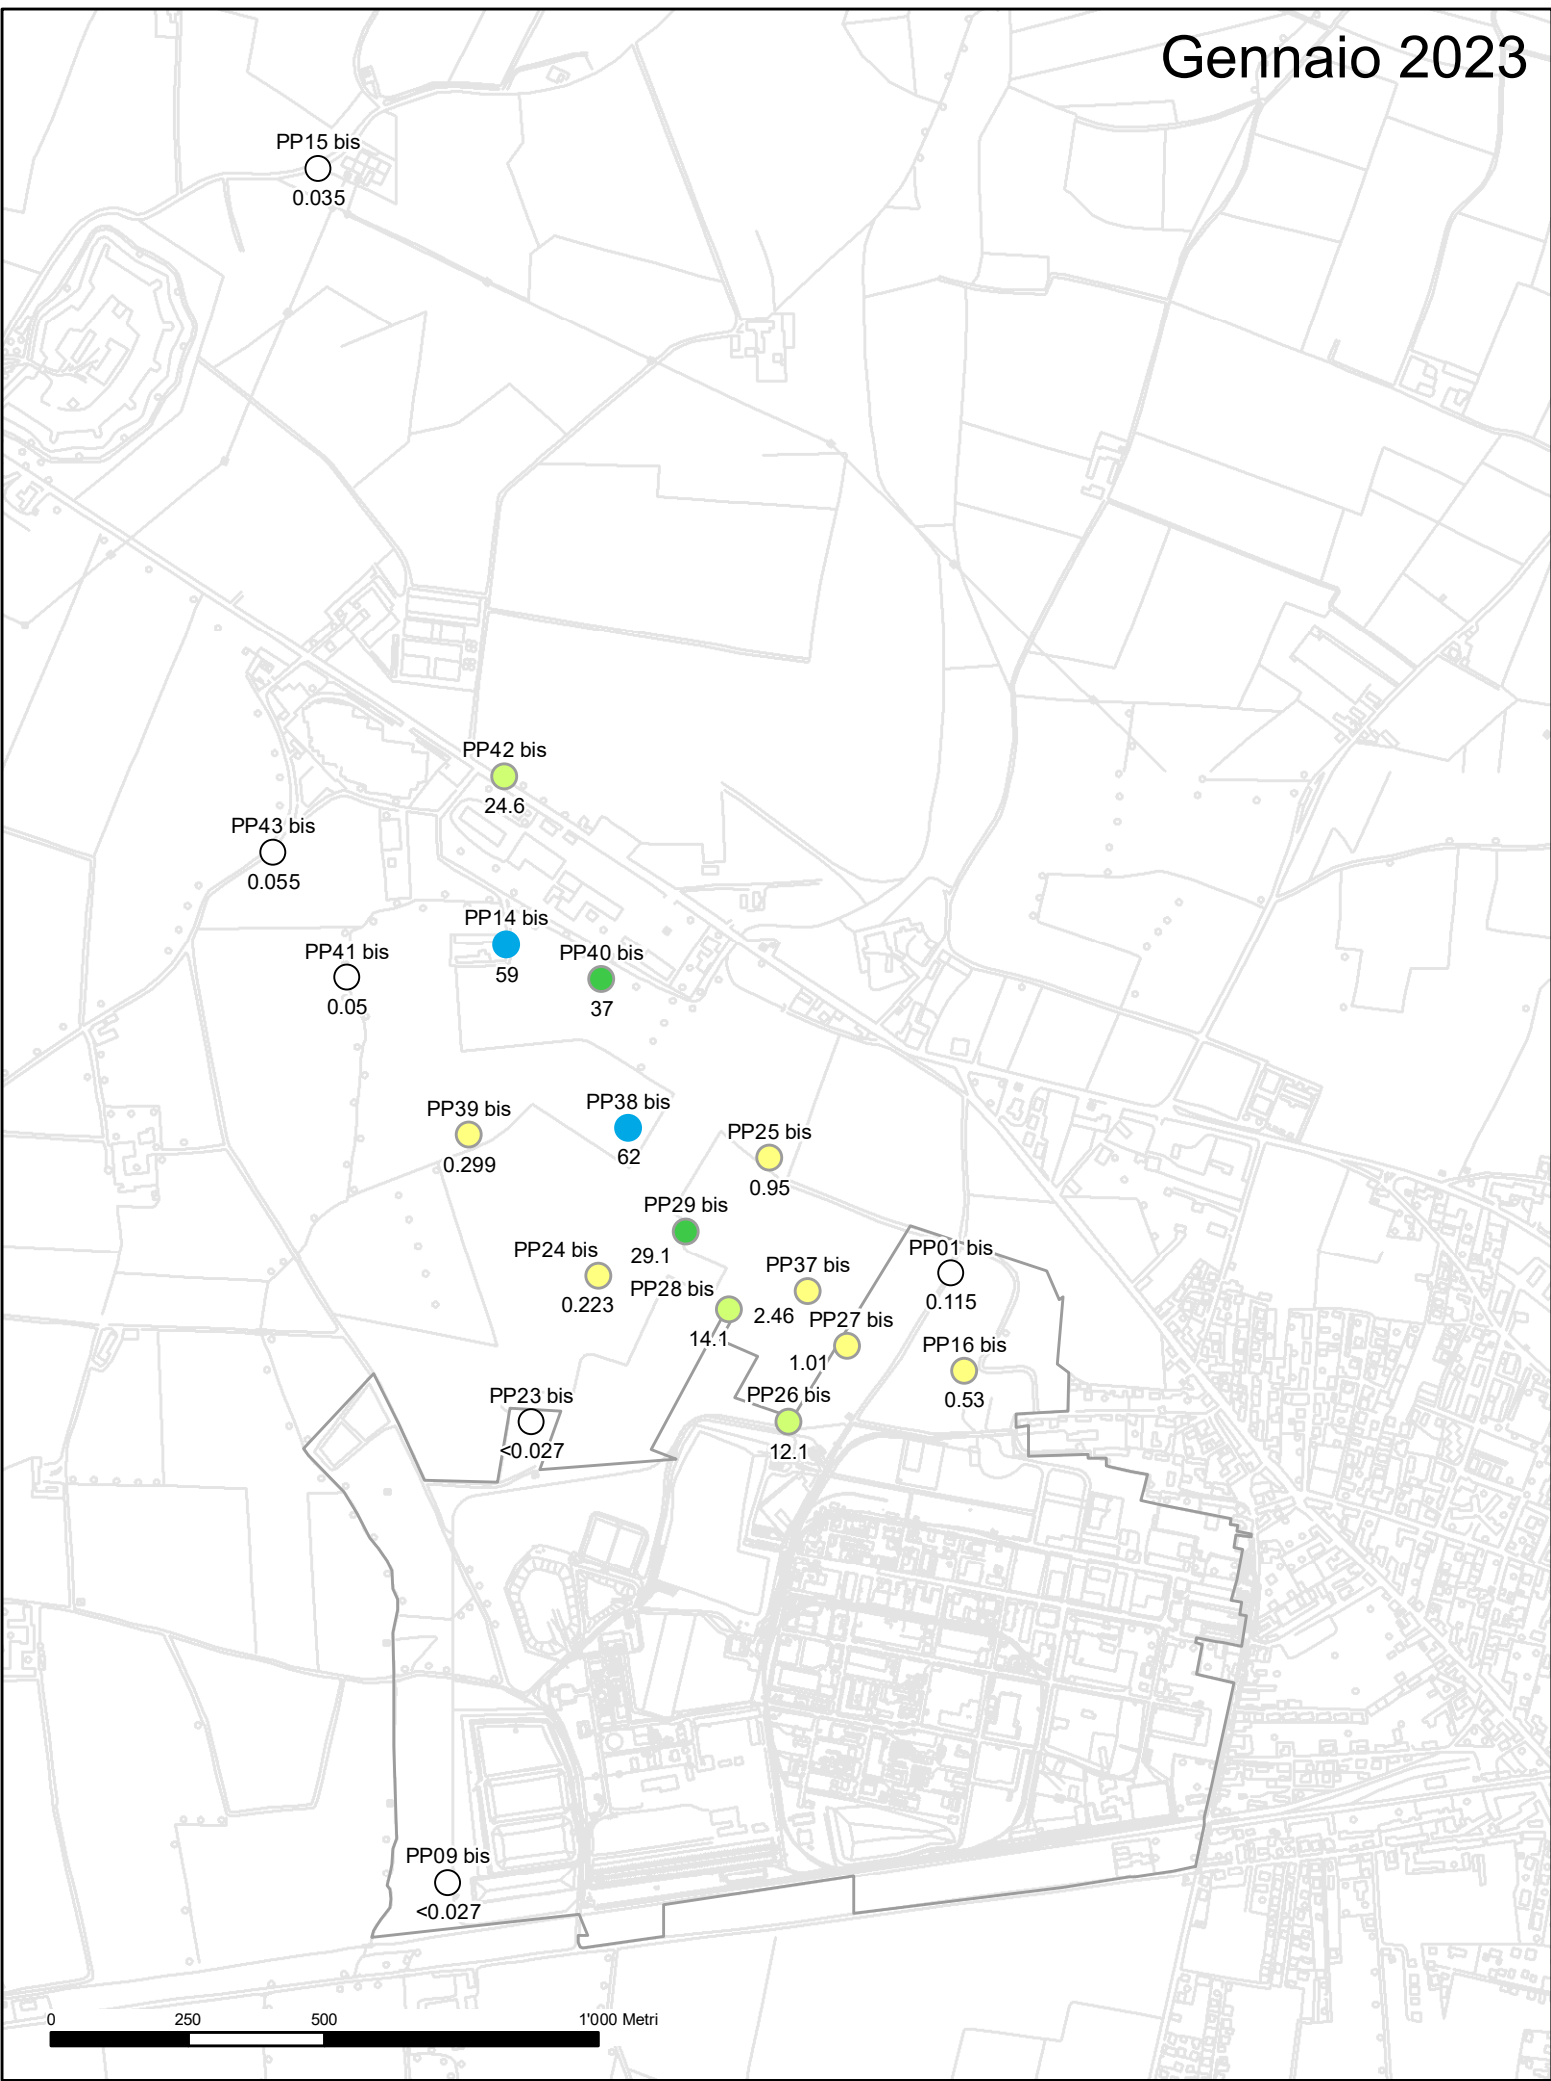 Gennaio 2023
PP15 bis
0.035
PP42 bis
24.6
PP43 bis
0.055
PP14 bis
59
PP40 bis
37
PP41 bis
0.05
PP38 bis
62
PP39 bis
0.299
PP25 bis
0.95
PP29 bis
29.1
PP24 bis
0.223
PP01 bis
0.115
PP37 bis
2.46
PP28 bis
14.1
PP27 bis
1.01
PP16 bis
0.53
PP23 bis
<0.027
PP26 bis
12.1
PP09 bis
<0.027
0 250 500 1'000 Metri